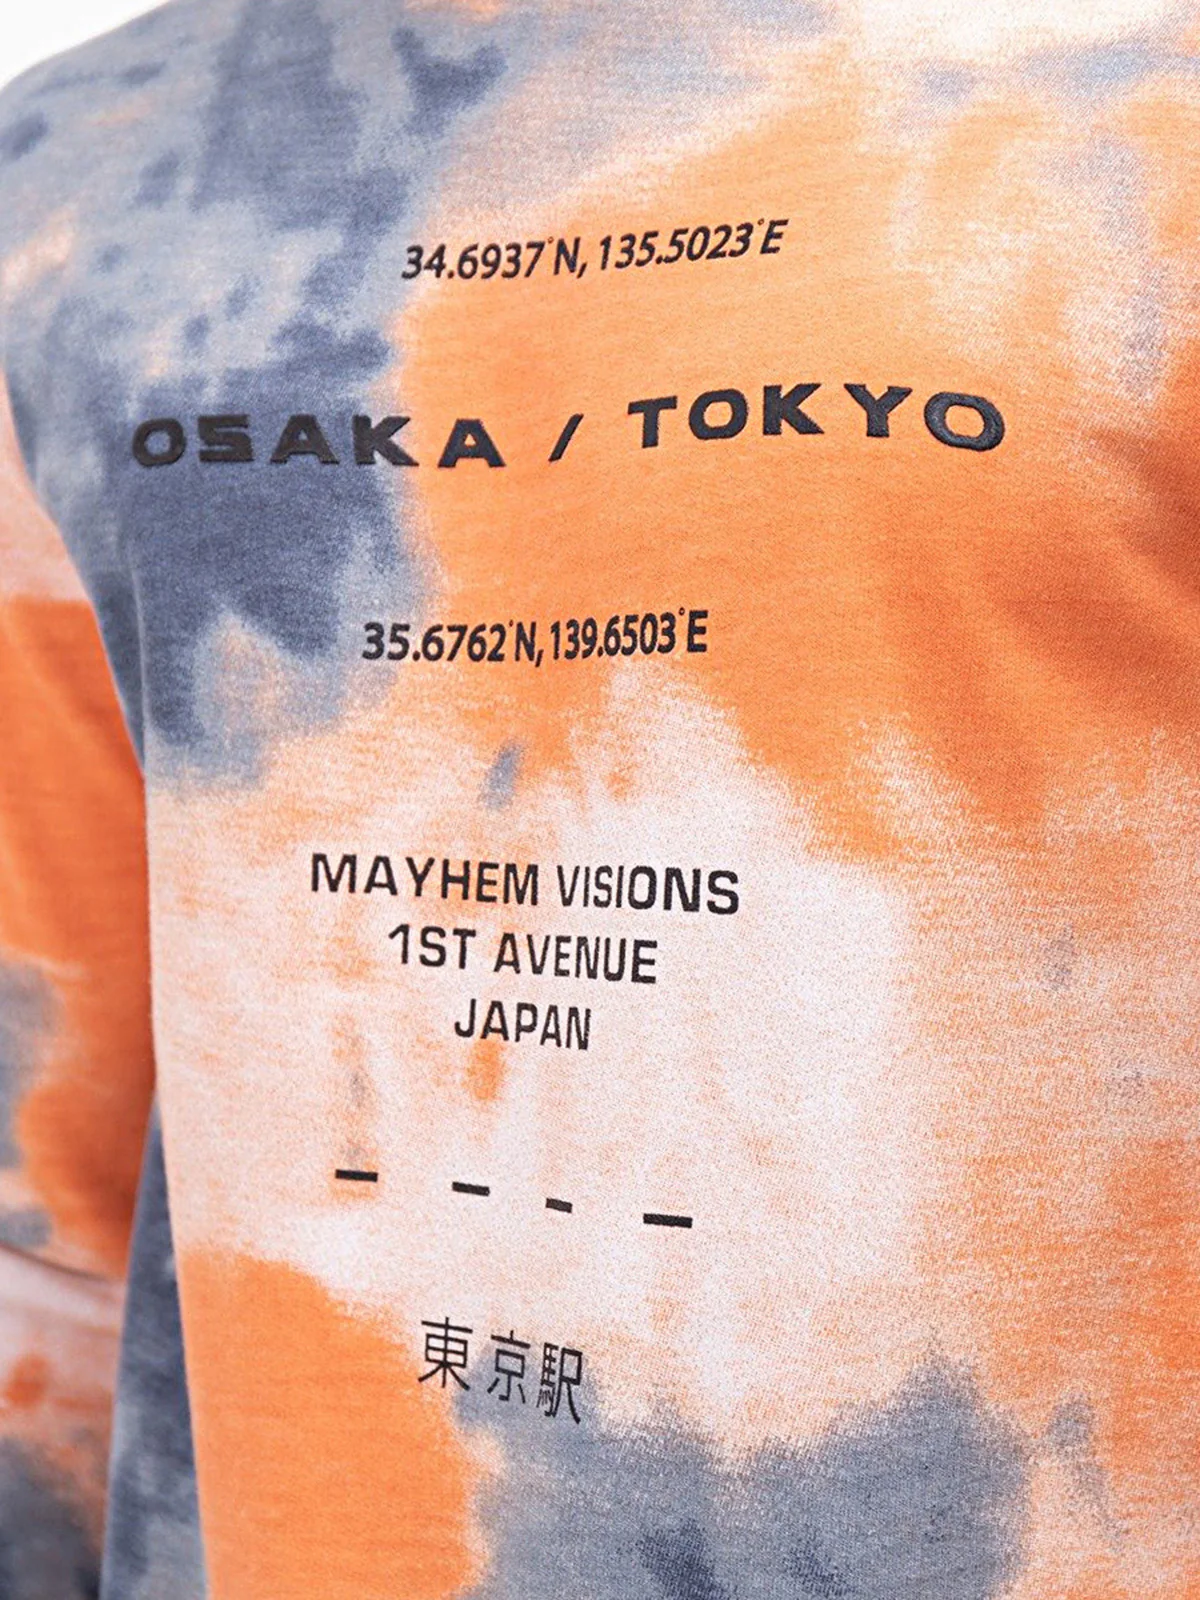 34.6937°N, 135.5023°E
OSAKA / TOKYO
35.6762°N, 139.6503°E
MAYHEM VISIONS
1ST AVENUE
JAPAN
– – - –
東京駅